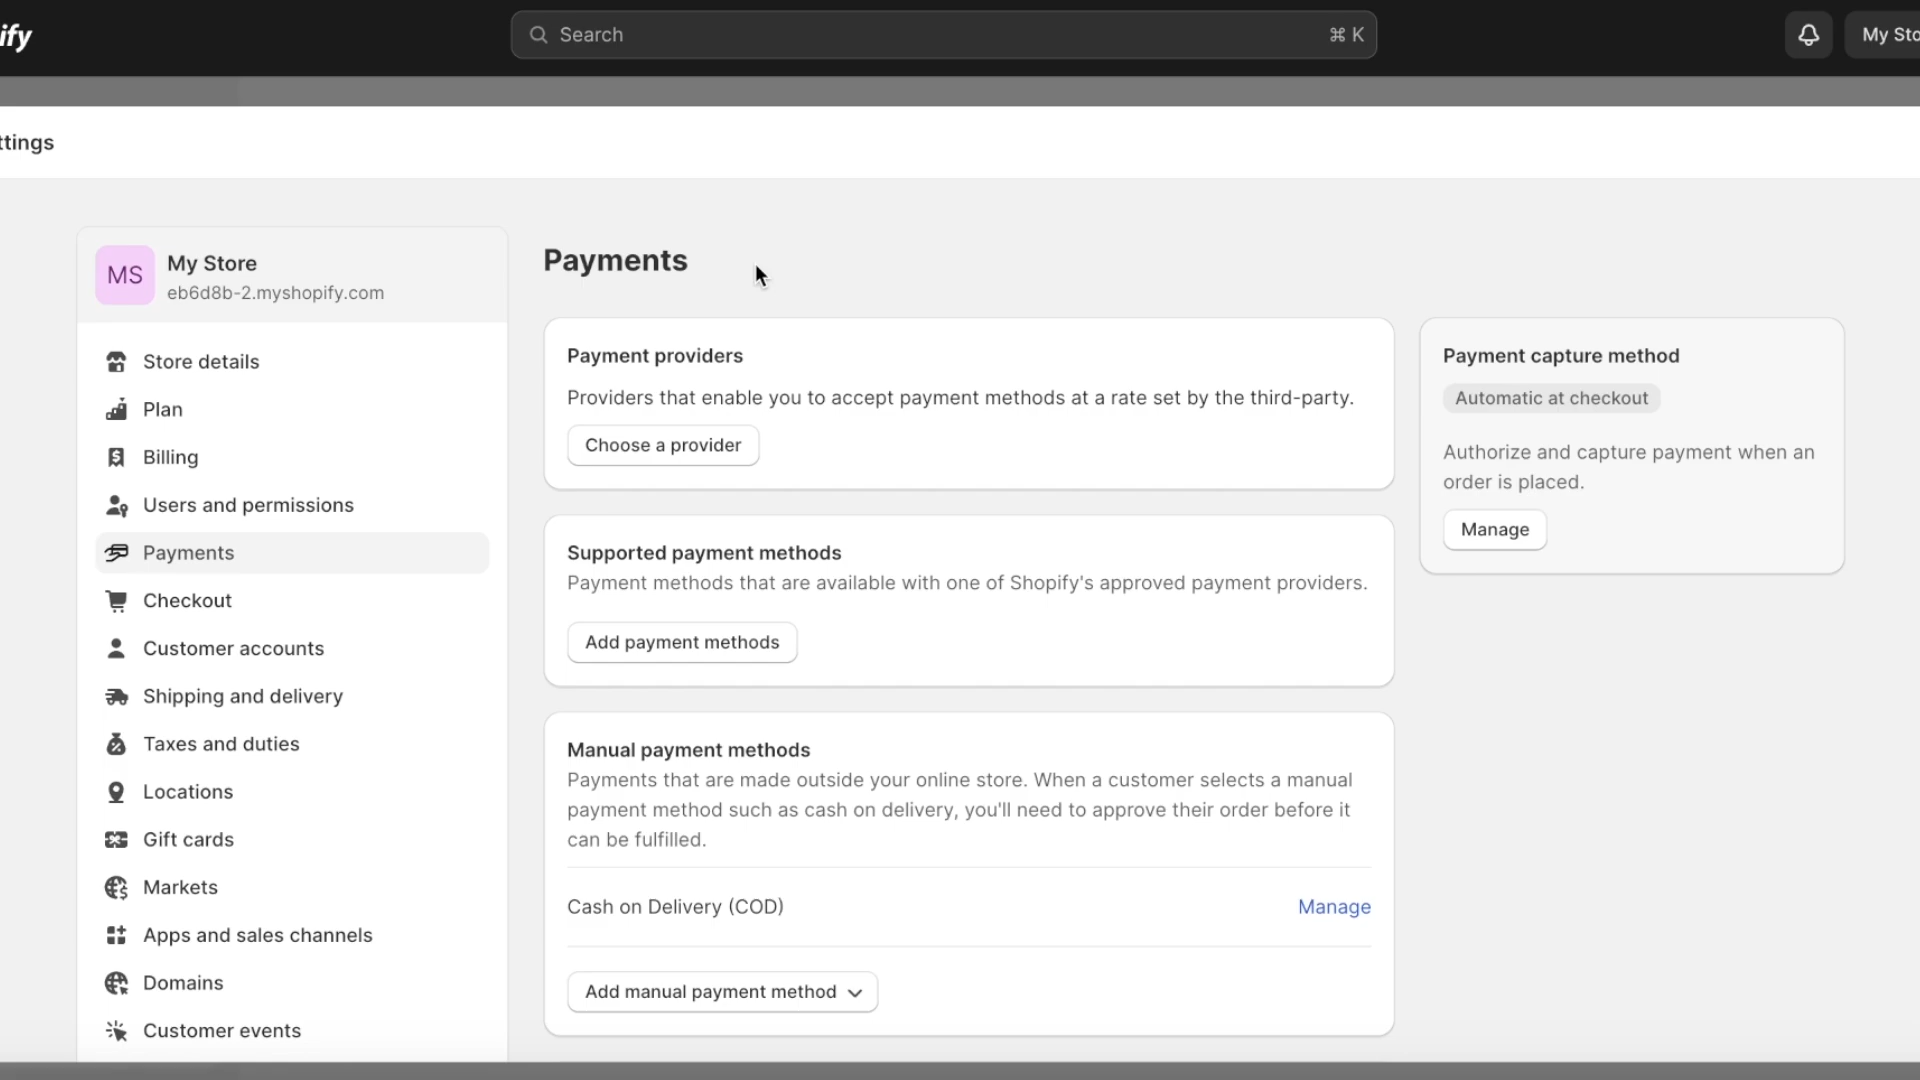 ify
Search
⌘ K
My Sto
ttings
MS
My Store
eb6d8b-2.myshopify.com
Store details
Plan
Billing
Users and permissions
Payments
Checkout
Customer accounts
Shipping and delivery
Taxes and duties
Locations
Gift cards
Markets
Apps and sales channels
Domains
Customer events
Payments
Payment providers
Providers that enable you to accept payment methods at a rate set by the third-party.
Choose a provider
Supported payment methods
Payment methods that are available with one of Shopify's approved payment providers.
Add payment methods
Manual payment methods
Payments that are made outside your online store. When a customer selects a manual
payment method such as cash on delivery, you'll need to approve their order before it
can be fulfilled.
Cash on Delivery (COD)
Manage
Add manual payment method
Payment capture method
Automatic at checkout
Authorize and capture payment when an
order is placed.
Manage